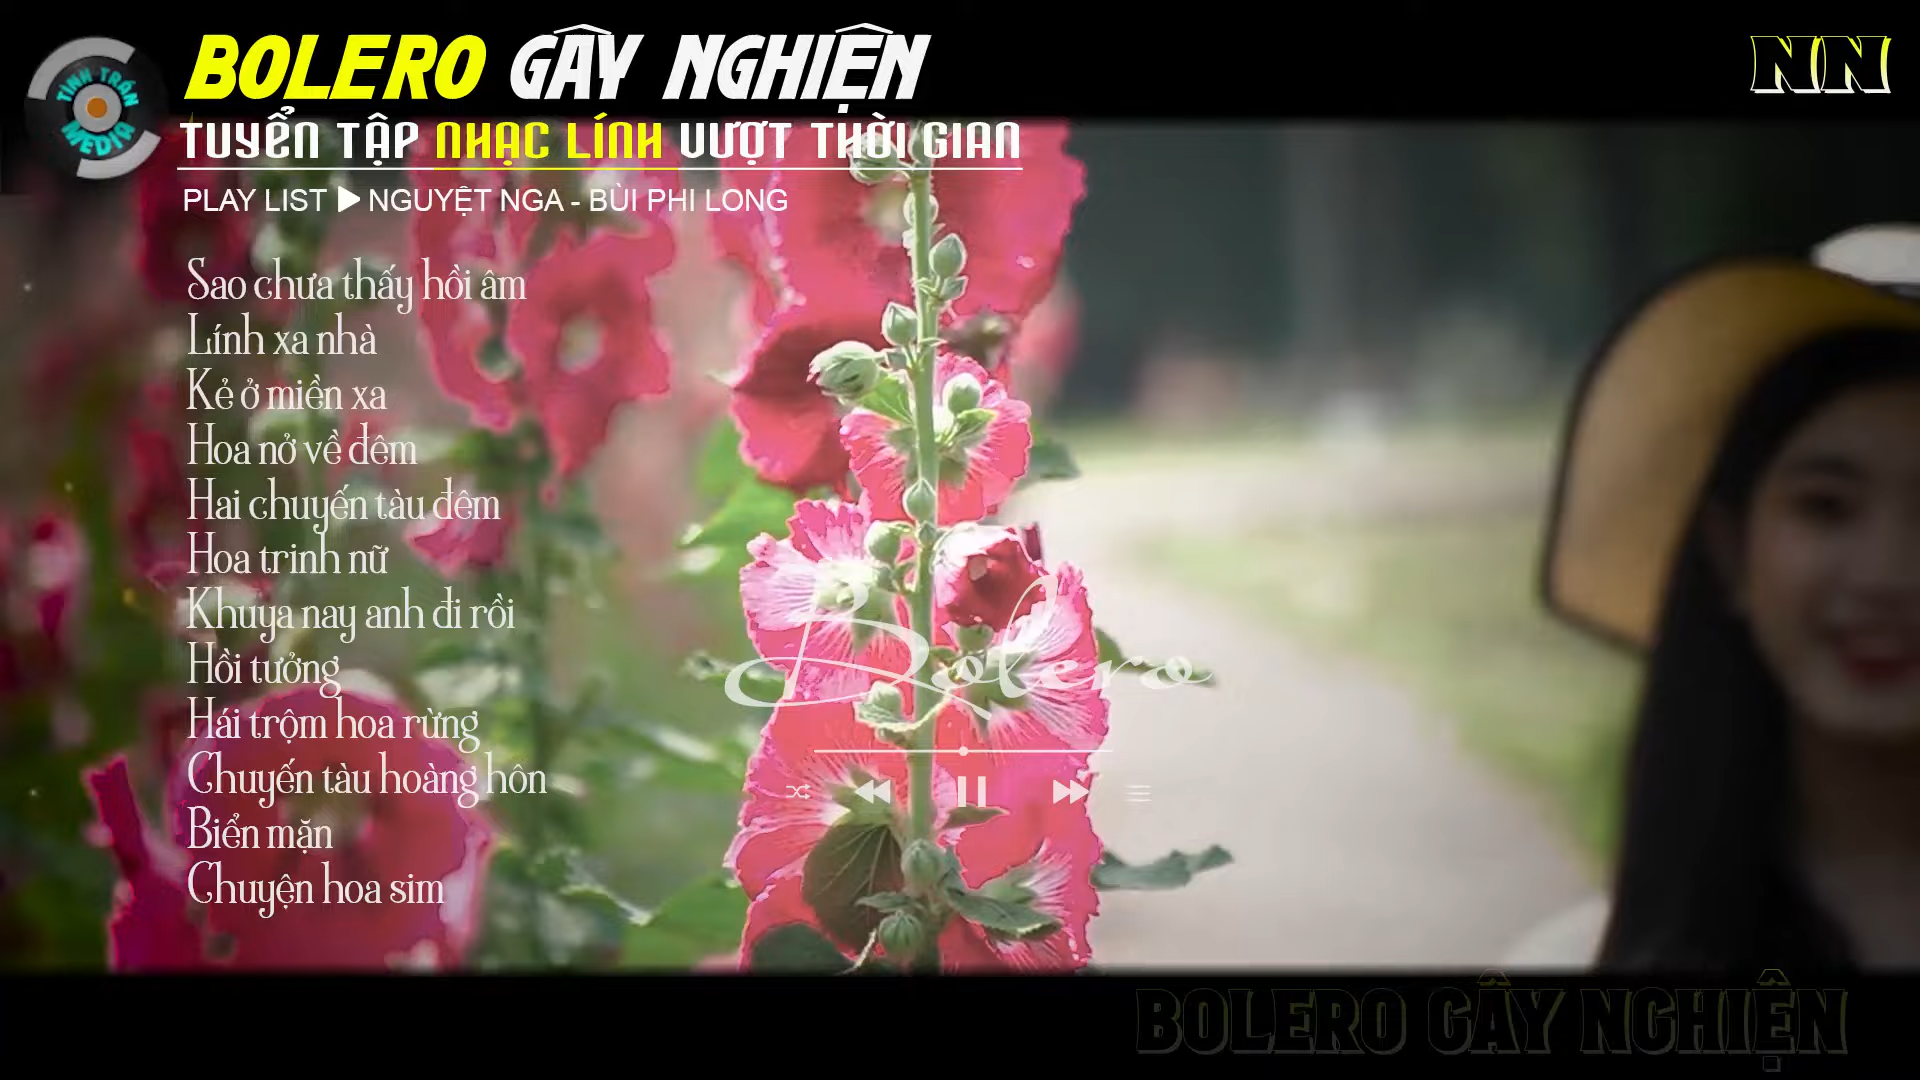 BOLERO GÂY NGHIỆN
NN
TÌNH TRẦN
MEDIA
TUYỂN TẬP NHẠC LÍNH VƯỢT THỜI GIAN
PLAY LIST ▶ NGUYỆT NGA - BÙI PHI LONG
Sao chưa thấy hồi âm
Lính xa nhà
Kẻ ở miền xa
Hoa nở về đêm
Hai chuyến tàu đêm
Hoa trinh nữ
Khuya nay anh đi rồi
Hồi tưởng
Hái trộm hoa rừng
Chuyến tàu hoàng hôn
Biển mặn
Chuyện hoa sim
Bolero
BOLERO GÂY NGHIỆN